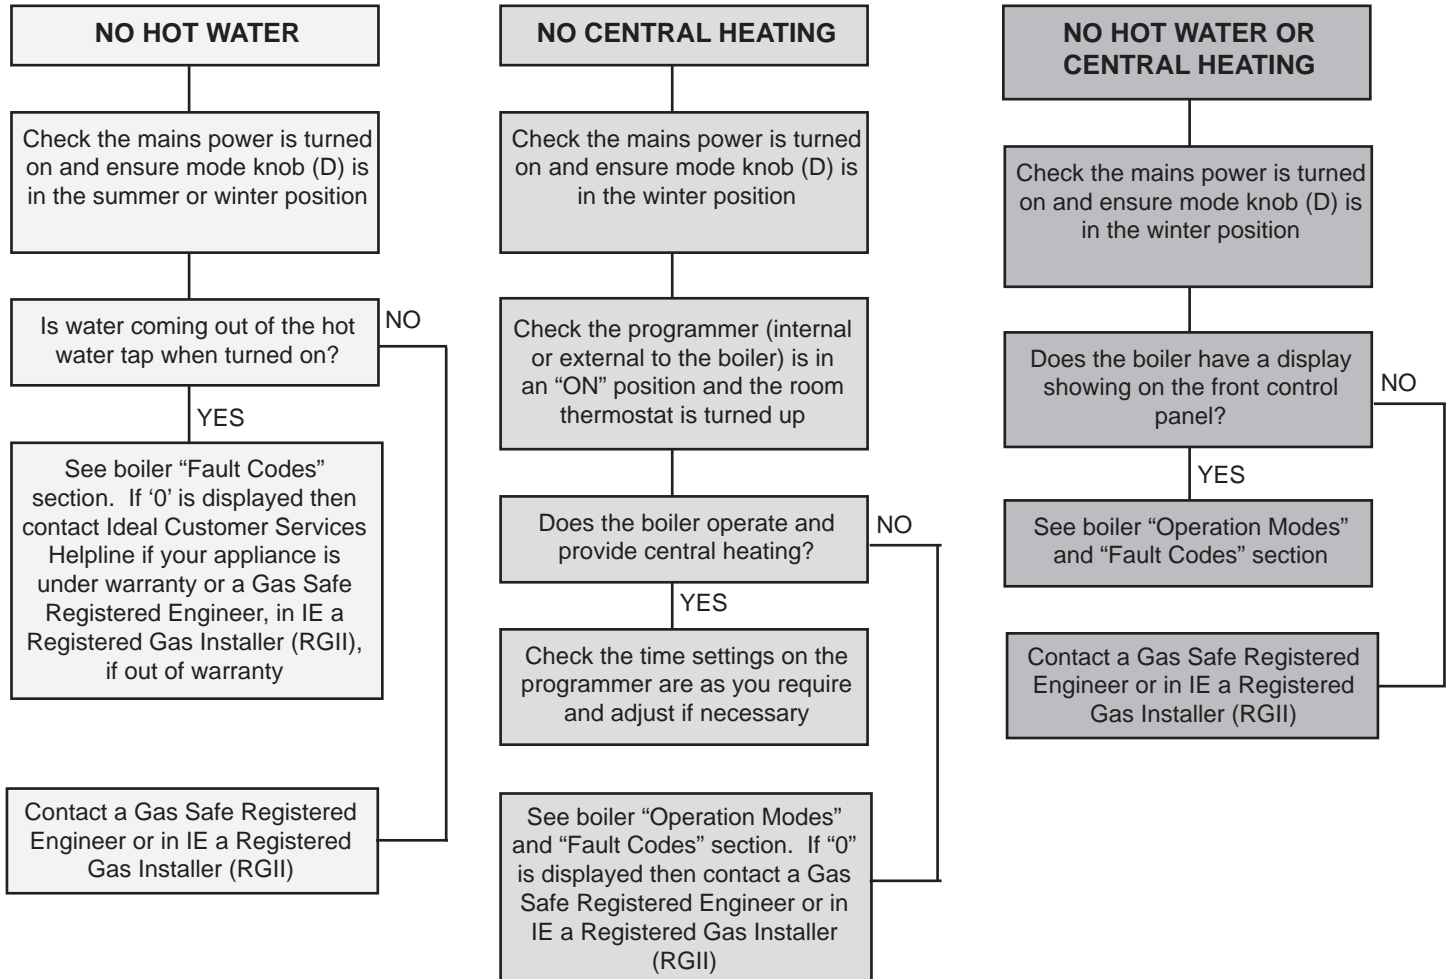 NO HOT WATER
Check the mains power is turned
on and ensure mode knob (D) is
in the summer or winter position
Is water coming out of the hot
water tap when turned on?
NO
YES
See boiler “Fault Codes”
section.  If ‘0’ is displayed then
contact Ideal Customer Services
Helpline if your appliance is
under warranty or a Gas Safe
Registered Engineer, in IE a
Registered Gas Installer (RGII),
if out of warranty
Contact a Gas Safe Registered
Engineer or in IE a Registered
Gas Installer (RGII)
NO CENTRAL HEATING
Check the mains power is turned
on and ensure mode knob (D) is
in the winter position
Check the programmer (internal
or external to the boiler) is in
an “ON” position and the room
thermostat is turned up
Does the boiler operate and
provide central heating?
NO
YES
Check the time settings on the
programmer are as you require
and adjust if necessary
See boiler “Operation Modes”
and “Fault Codes” section.  If “0”
is displayed then contact a Gas
Safe Registered Engineer or in
IE a Registered Gas Installer
(RGII)
NO HOT WATER OR
CENTRAL HEATING
Check the mains power is turned
on and ensure mode knob (D) is
in the winter position
Does the boiler have a display
showing on the front control
panel?
NO
YES
See boiler “Operation Modes”
and “Fault Codes” section
Contact a Gas Safe Registered
Engineer or in IE a Registered
Gas Installer (RGII)